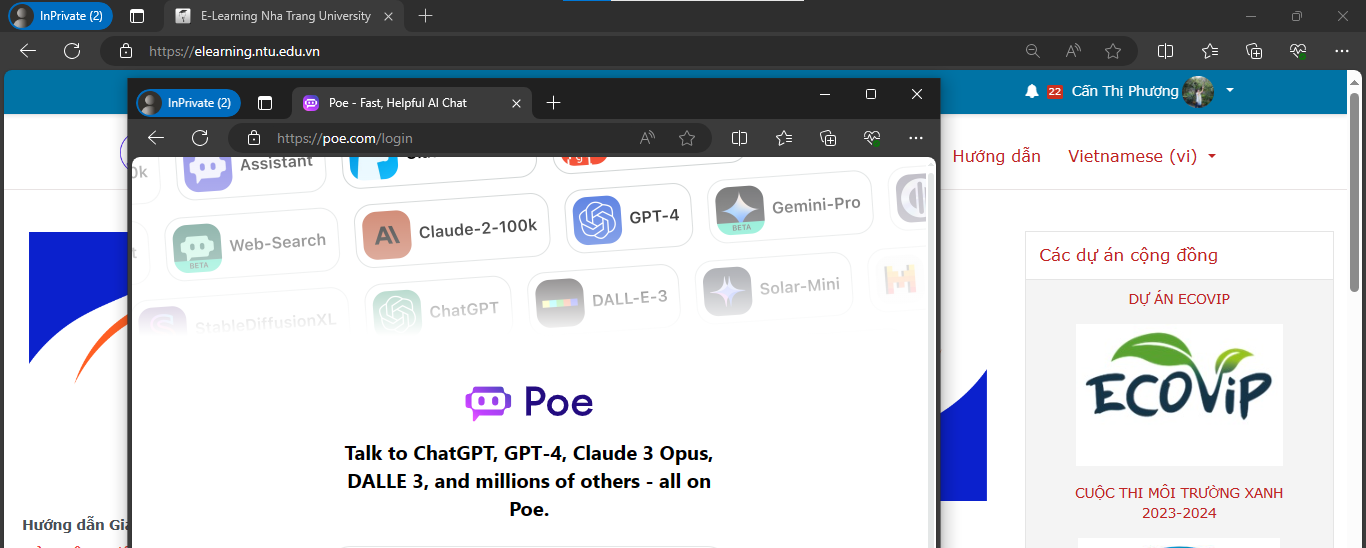 InPrivate (2)
E-Learning Nha Trang University
https://elearning.ntu.edu.vn
22
Cấn Thị Phượng
InPrivate (2)
Poe - Fast, Helpful AI Chat
https://poe.com/login
Hướng dẫn
Vietnamese (vi)
Assistant
Web-Search
BETA
Claude-2-100k
GPT-4
Gemini-Pro
BETA
StableDiffusionXL
ChatGPT
DALL-E-3
Solar-Mini
Poe
Talk to ChatGPT, GPT-4, Claude 3 Opus,
DALLE 3, and millions of others - all on
Poe.
Các dự án cộng đồng
DỰ ÁN ECOVIP
ECOViP
CUỘC THI MÔI TRƯỜNG XANH
2023-2024
Hướng dẫn